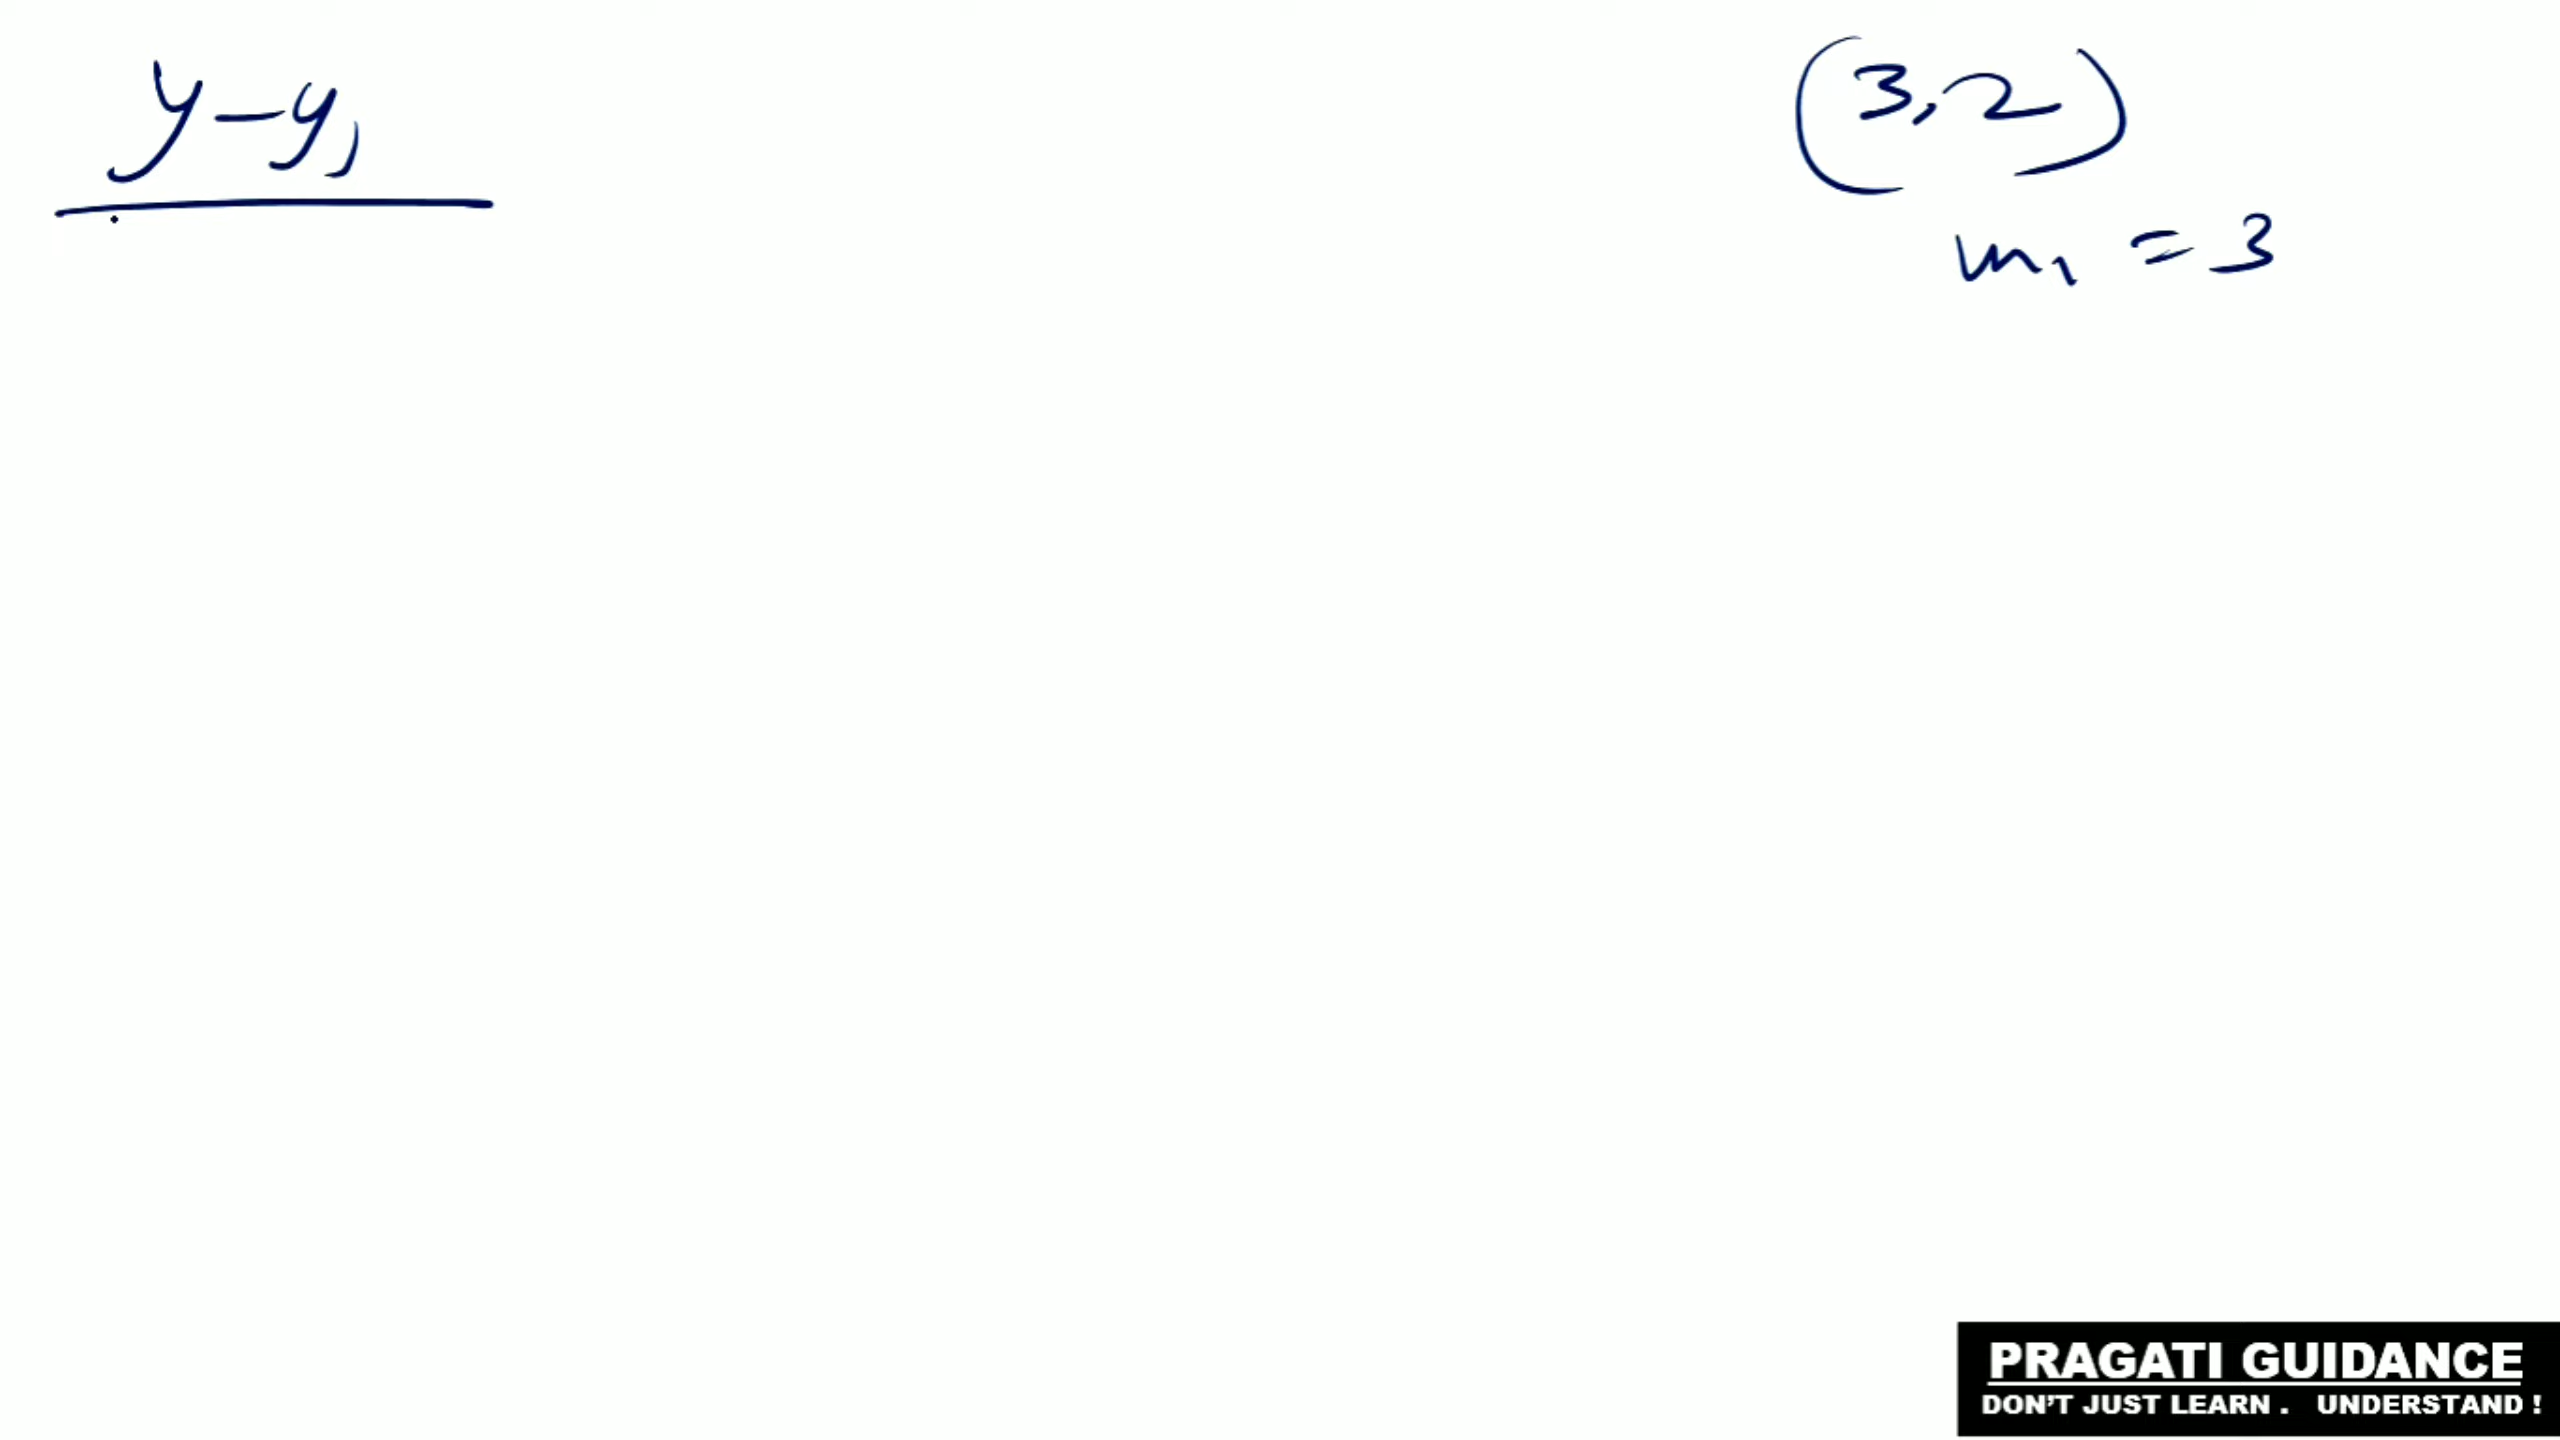 y-y₁
(3,2)
m₁ = 3
PRAGATI GUIDANCE
DON'T JUST LEARN . UNDERSTAND !